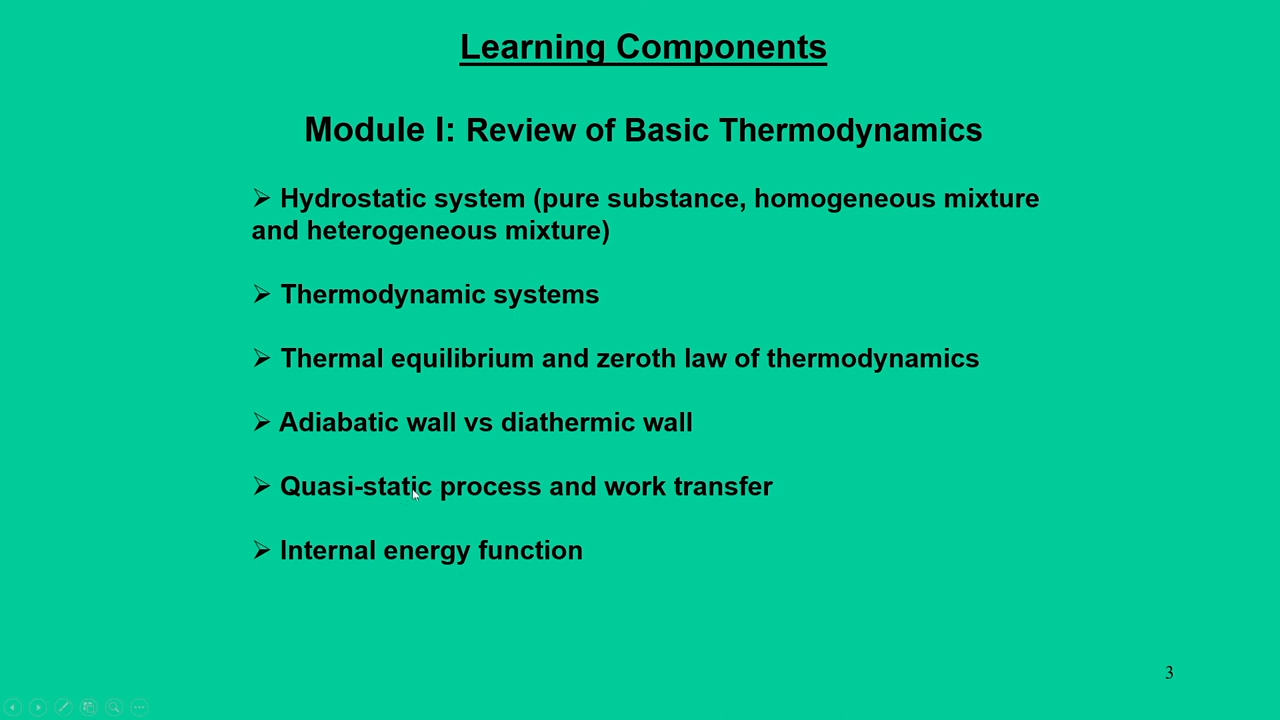 Learning Components
Module I: Review of Basic Thermodynamics
➢ Hydrostatic system (pure substance, homogeneous mixture
and heterogeneous mixture)
➢ Thermodynamic systems
➢ Thermal equilibrium and zeroth law of thermodynamics
➢ Adiabatic wall vs diathermic wall
➢ Quasi-static process and work transfer
➢ Internal energy function
3